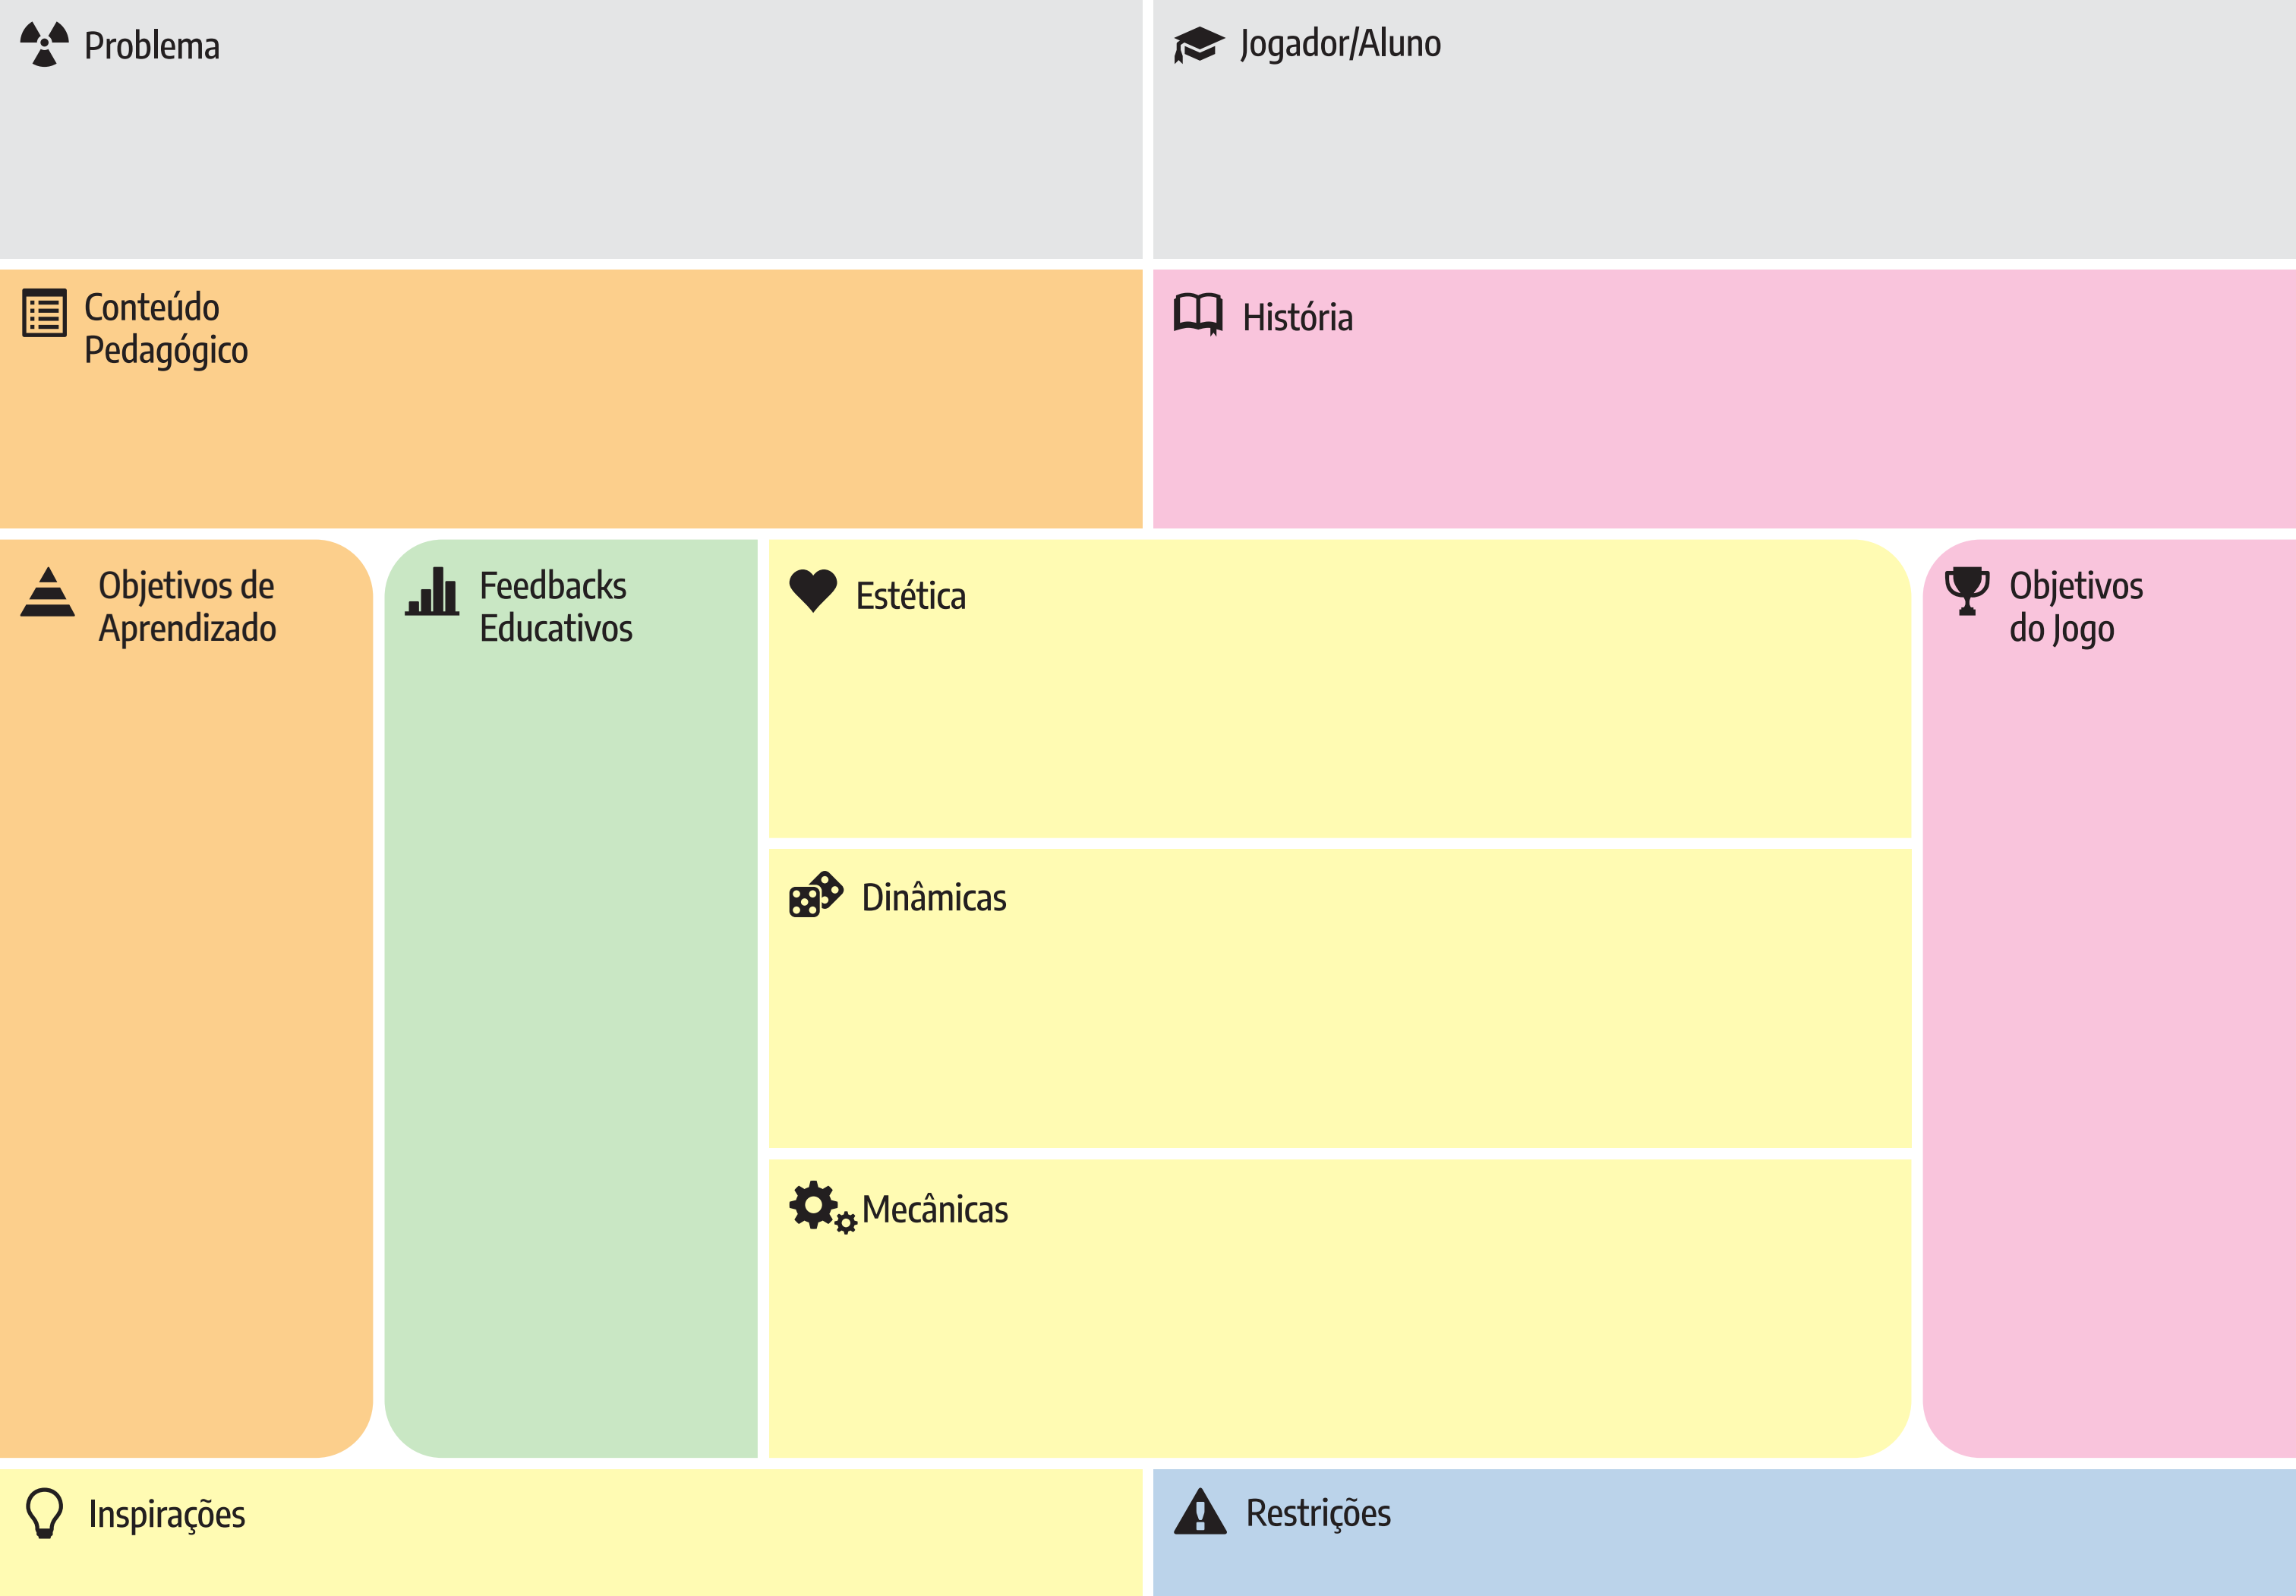 Problema
Jogador/Aluno
Conteúdo
Pedagógico
História
Objetivos de
Aprendizado
Feedbacks
Educativos
Estética
Dinâmicas
Mecânicas
Objetivos
do Jogo
Inspirações
Restrições